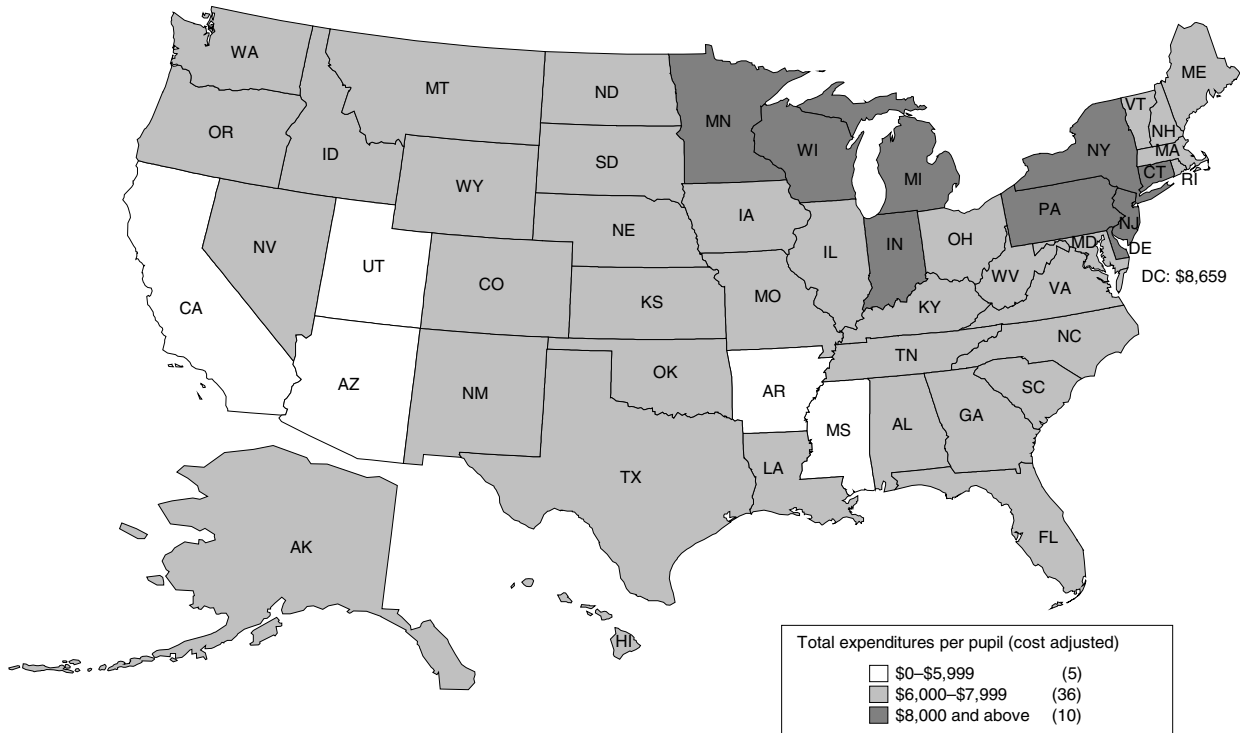 WA
OR
ID
MT
ND
SD
WY
NV
UT
CO
NE
KS
CA
AZ
NM
OK
TX
MN
WI
MI
IA
IL
IN
OH
MO
AR
LA
MS
KY
TN
AL
GA
FL
SC
NC
VA
WV
MD
DE
DC: $8,659
PA
NJ
NY
CT
RI
MA
NH
VT
ME
AK
HI
Total expenditures per pupil (cost adjusted)
$0–$5,999 (5)
$6,000–$7,999 (36)
$8,000 and above (10)